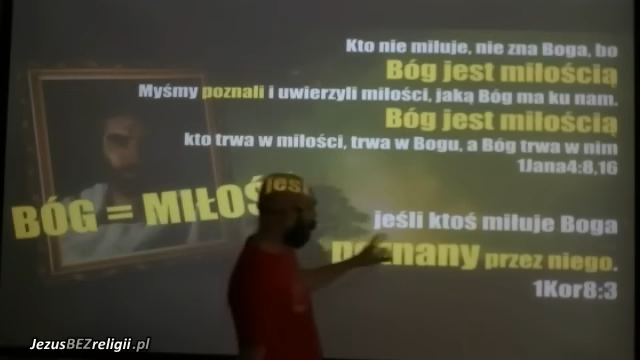 Kto nie miłuje, nie zna Boga, bo
Bóg jest miłością
Myśmy poznali i uwierzyli miłości, jaką Bóg ma ku nam.
Bóg jest miłością
kto trwa w miłości, trwa w Bogu, a Bóg trwa w nim
1Jana4:8,16
BÓG = MIŁOŚ
jeśli ktoś miłuje Boga
jest
poznany przez niego.
1Kor8:3
JezusBEZreligii.pl